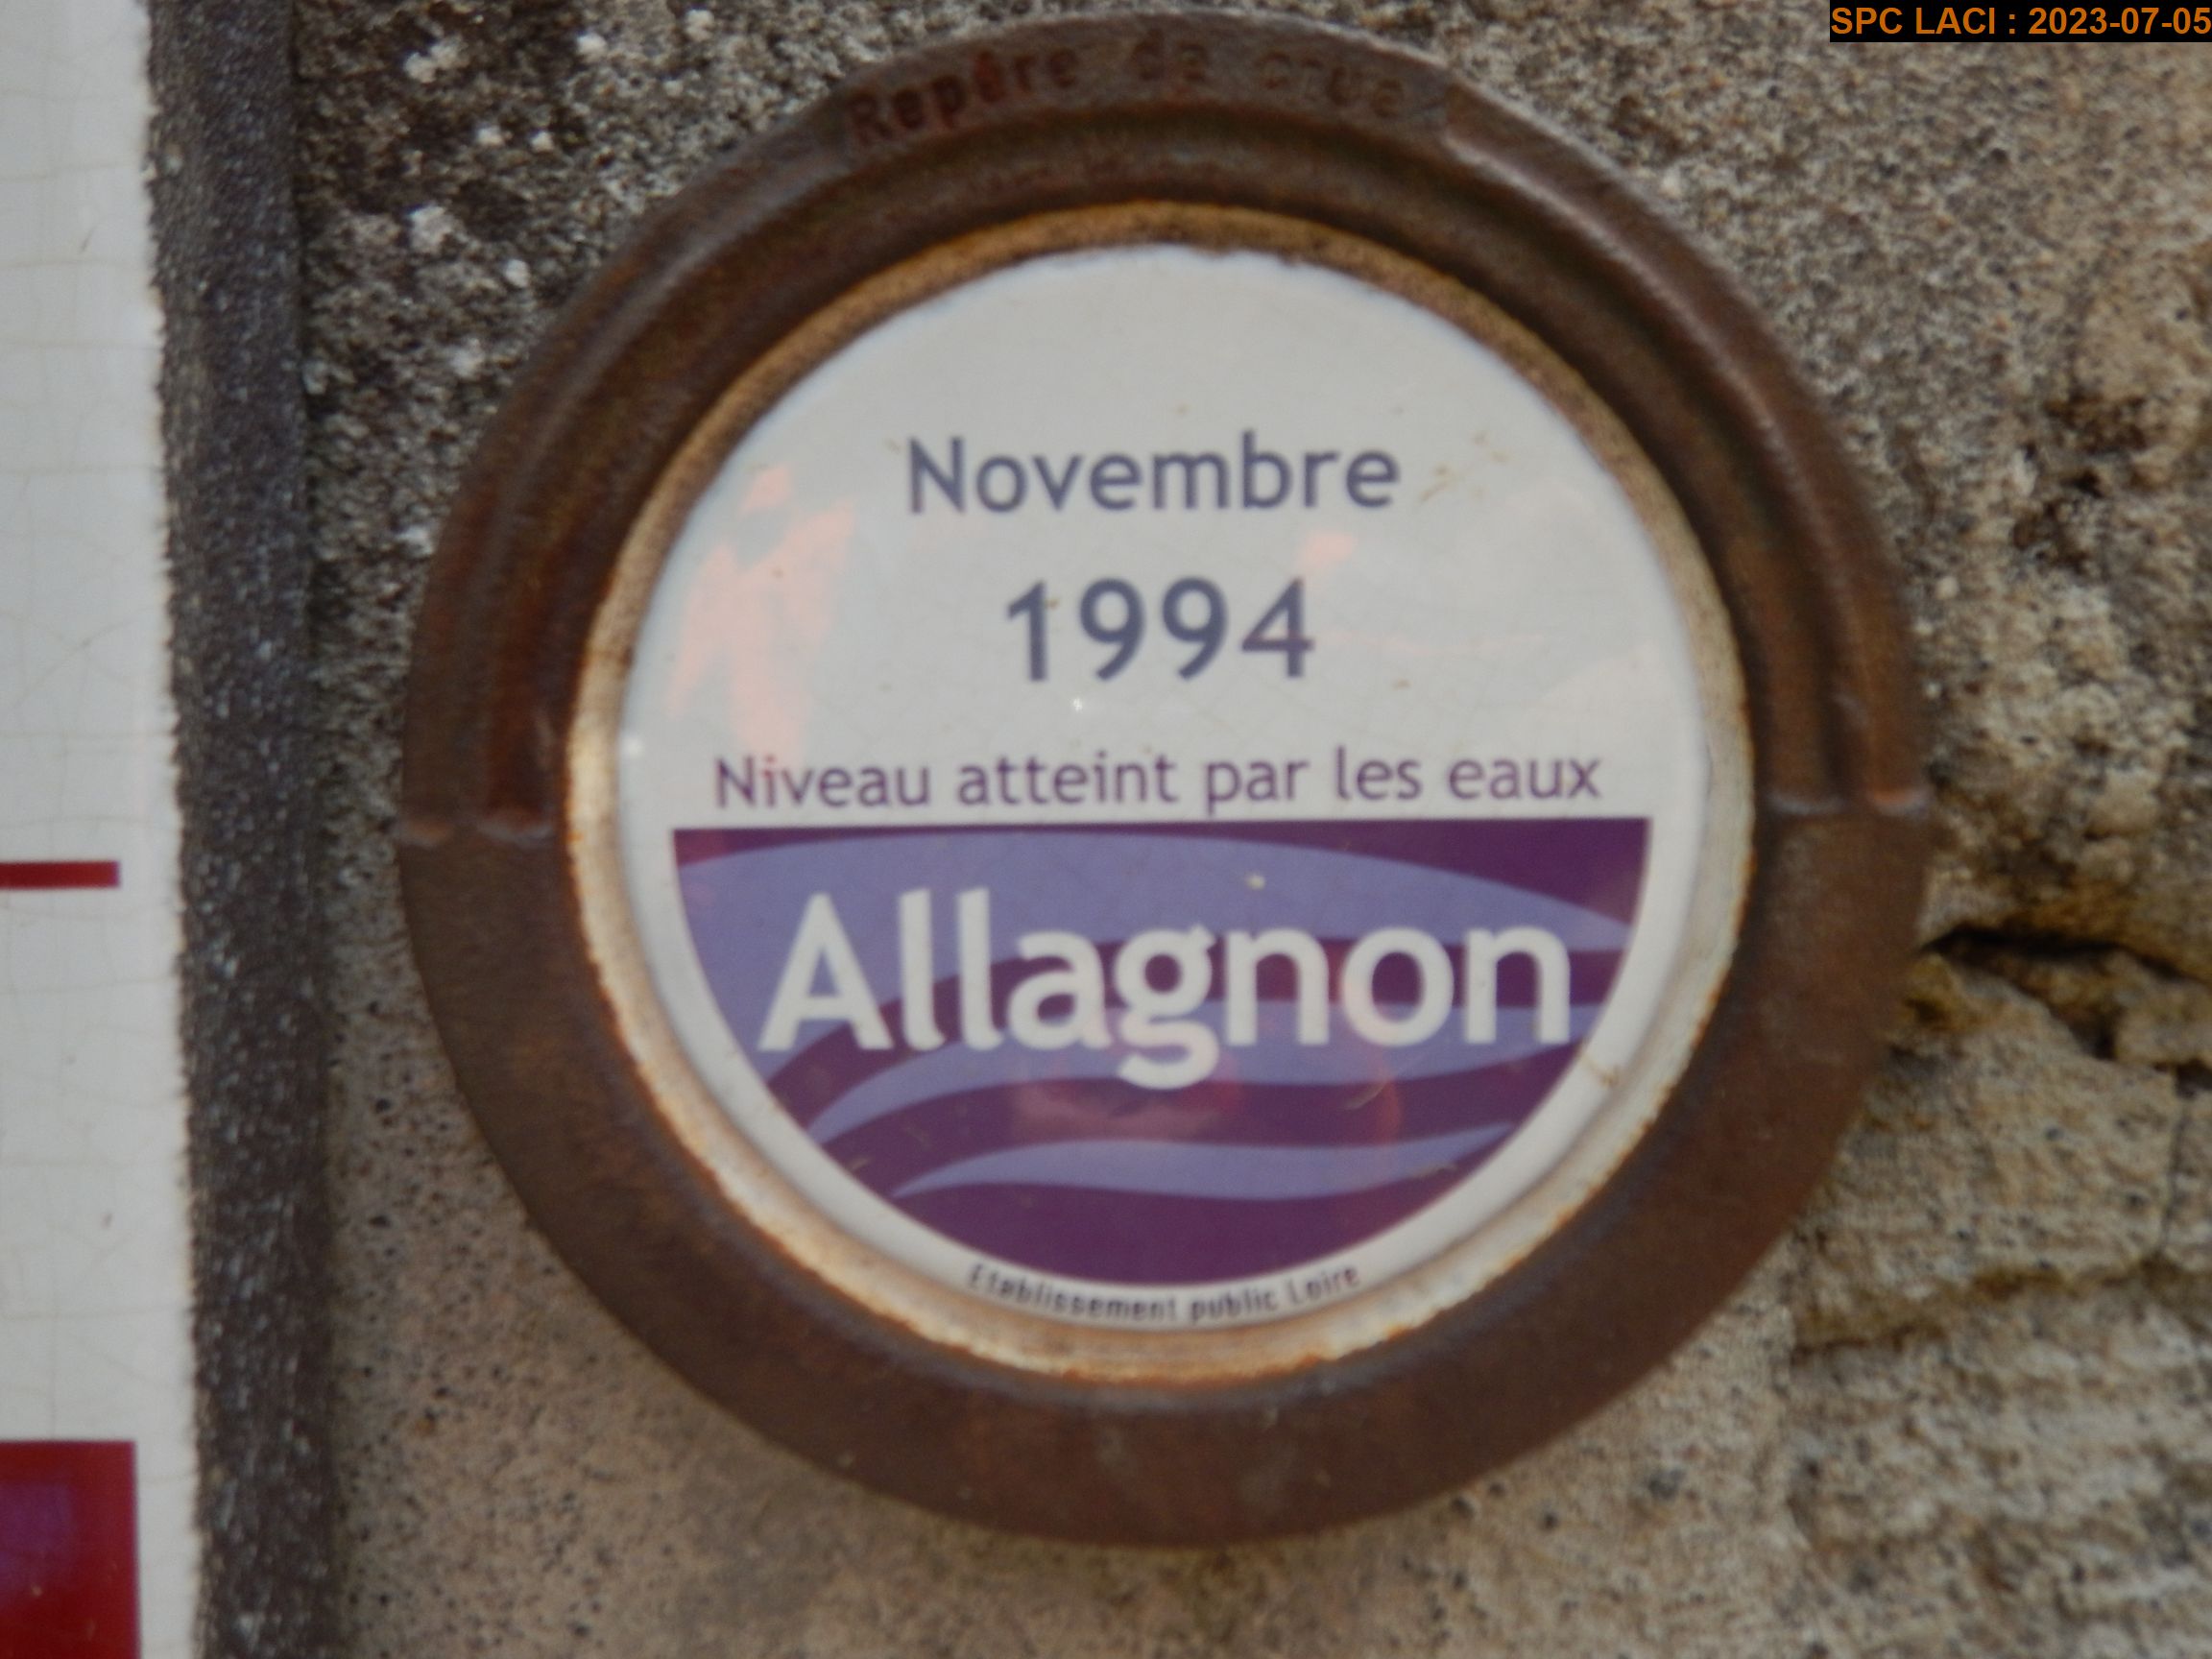 SPC LACI : 2023-07-05
Repère de crue
Novembre
1994
Niveau atteint par les eaux
Allagnon
Etablissement public Loire